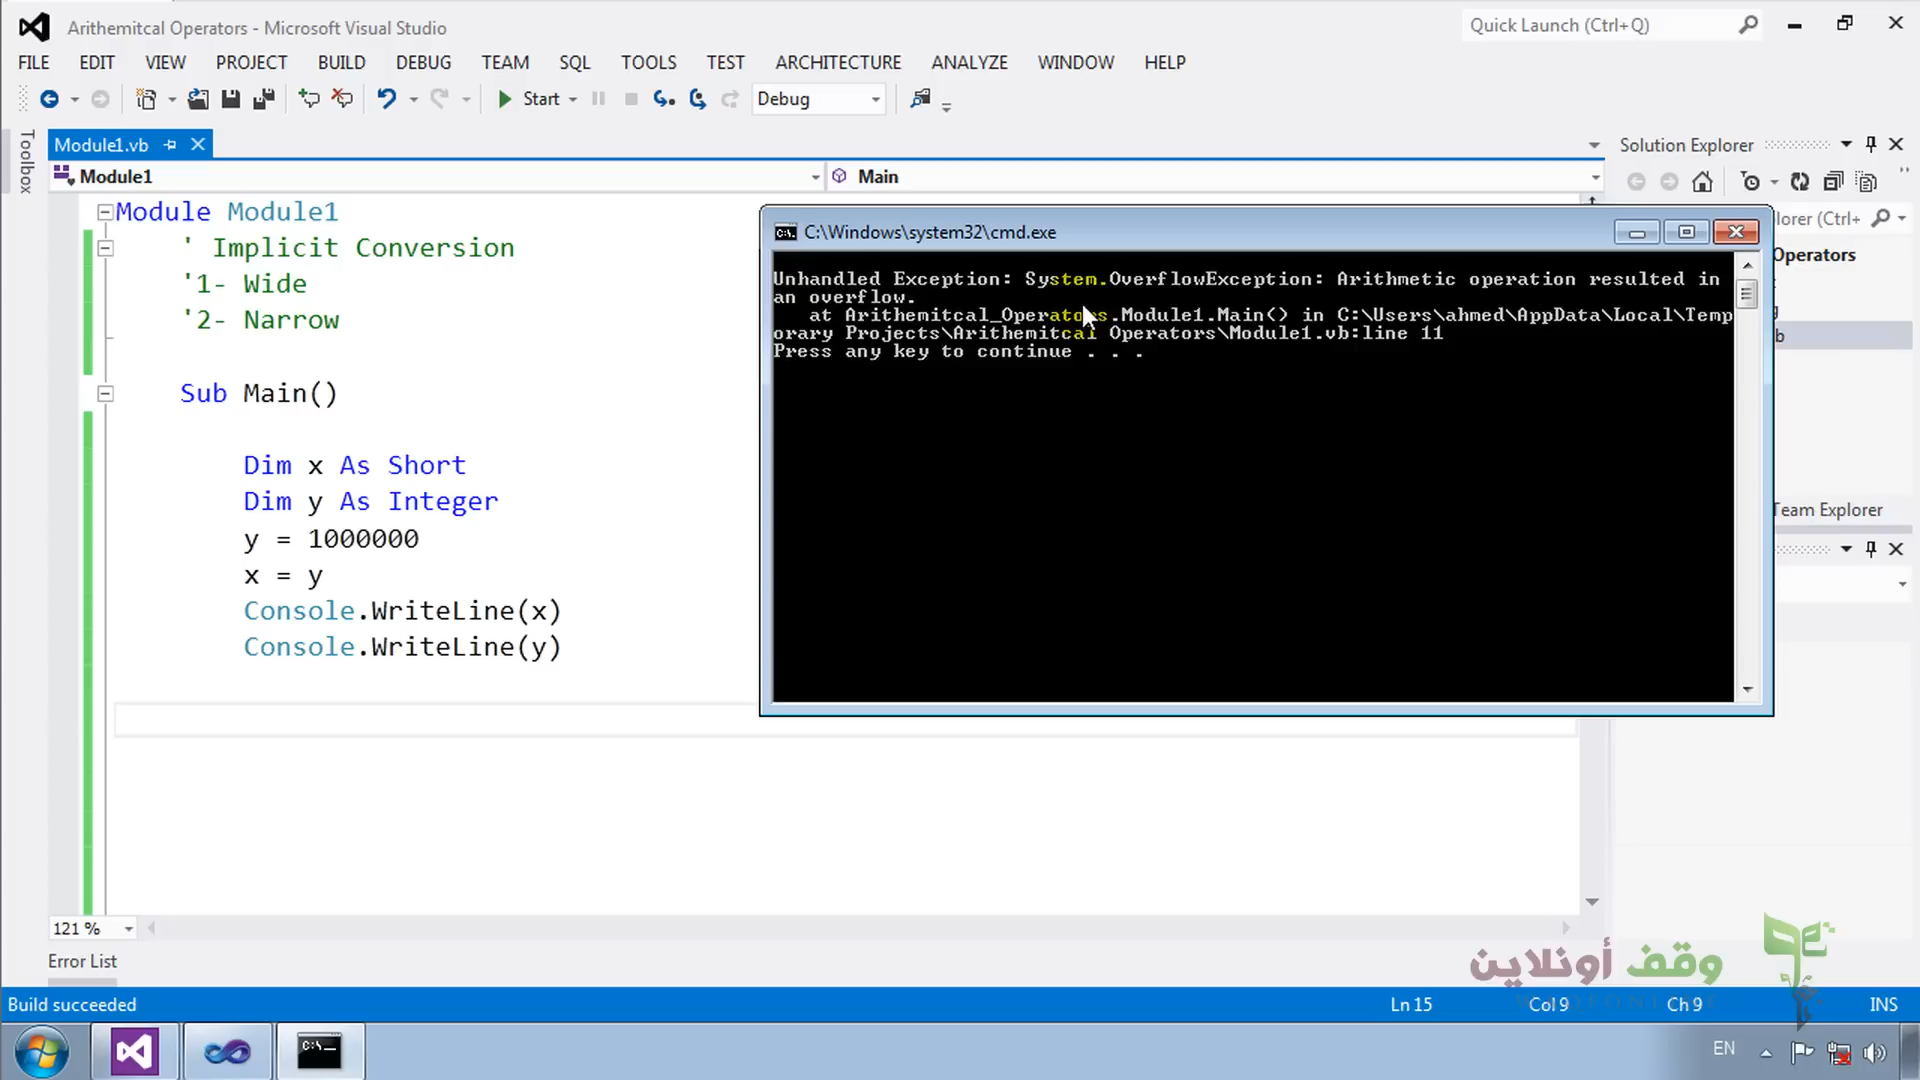 Arithemitcal Operators - Microsoft Visual Studio
Quick Launch (Ctrl+Q)
FILE EDIT VIEW PROJECT BUILD DEBUG TEAM SQL TOOLS TEST ARCHITECTURE ANALYZE WINDOW HELP
Start Debug
Toolbox
Module1.vb
Solution Explorer
Module1 Main
Module Module1
' Implicit Conversion
'1- Wide
'2- Narrow
Sub Main()
Dim x As Short
Dim y As Integer
y = 1000000
x = y
Console.WriteLine(x)
Console.WriteLine(y)
C:\Windows\system32\cmd.exe
Unhandled Exception: System.OverflowException: Arithmetic operation resulted in
an overflow.
at Arithemitcal_Operators.Module1.Main() in C:\Users\ahmed\AppData\Local\Temp
orary Projects\Arithemitcal Operators\Module1.vb:line 11
Press any key to continue . . .
lorer (Ctrl+
Operators
b
Team Explorer
121 %
Error List
وقف أونلاين
Build succeeded
Ln 15 Col 9 Ch 9 INS
C:\
EN